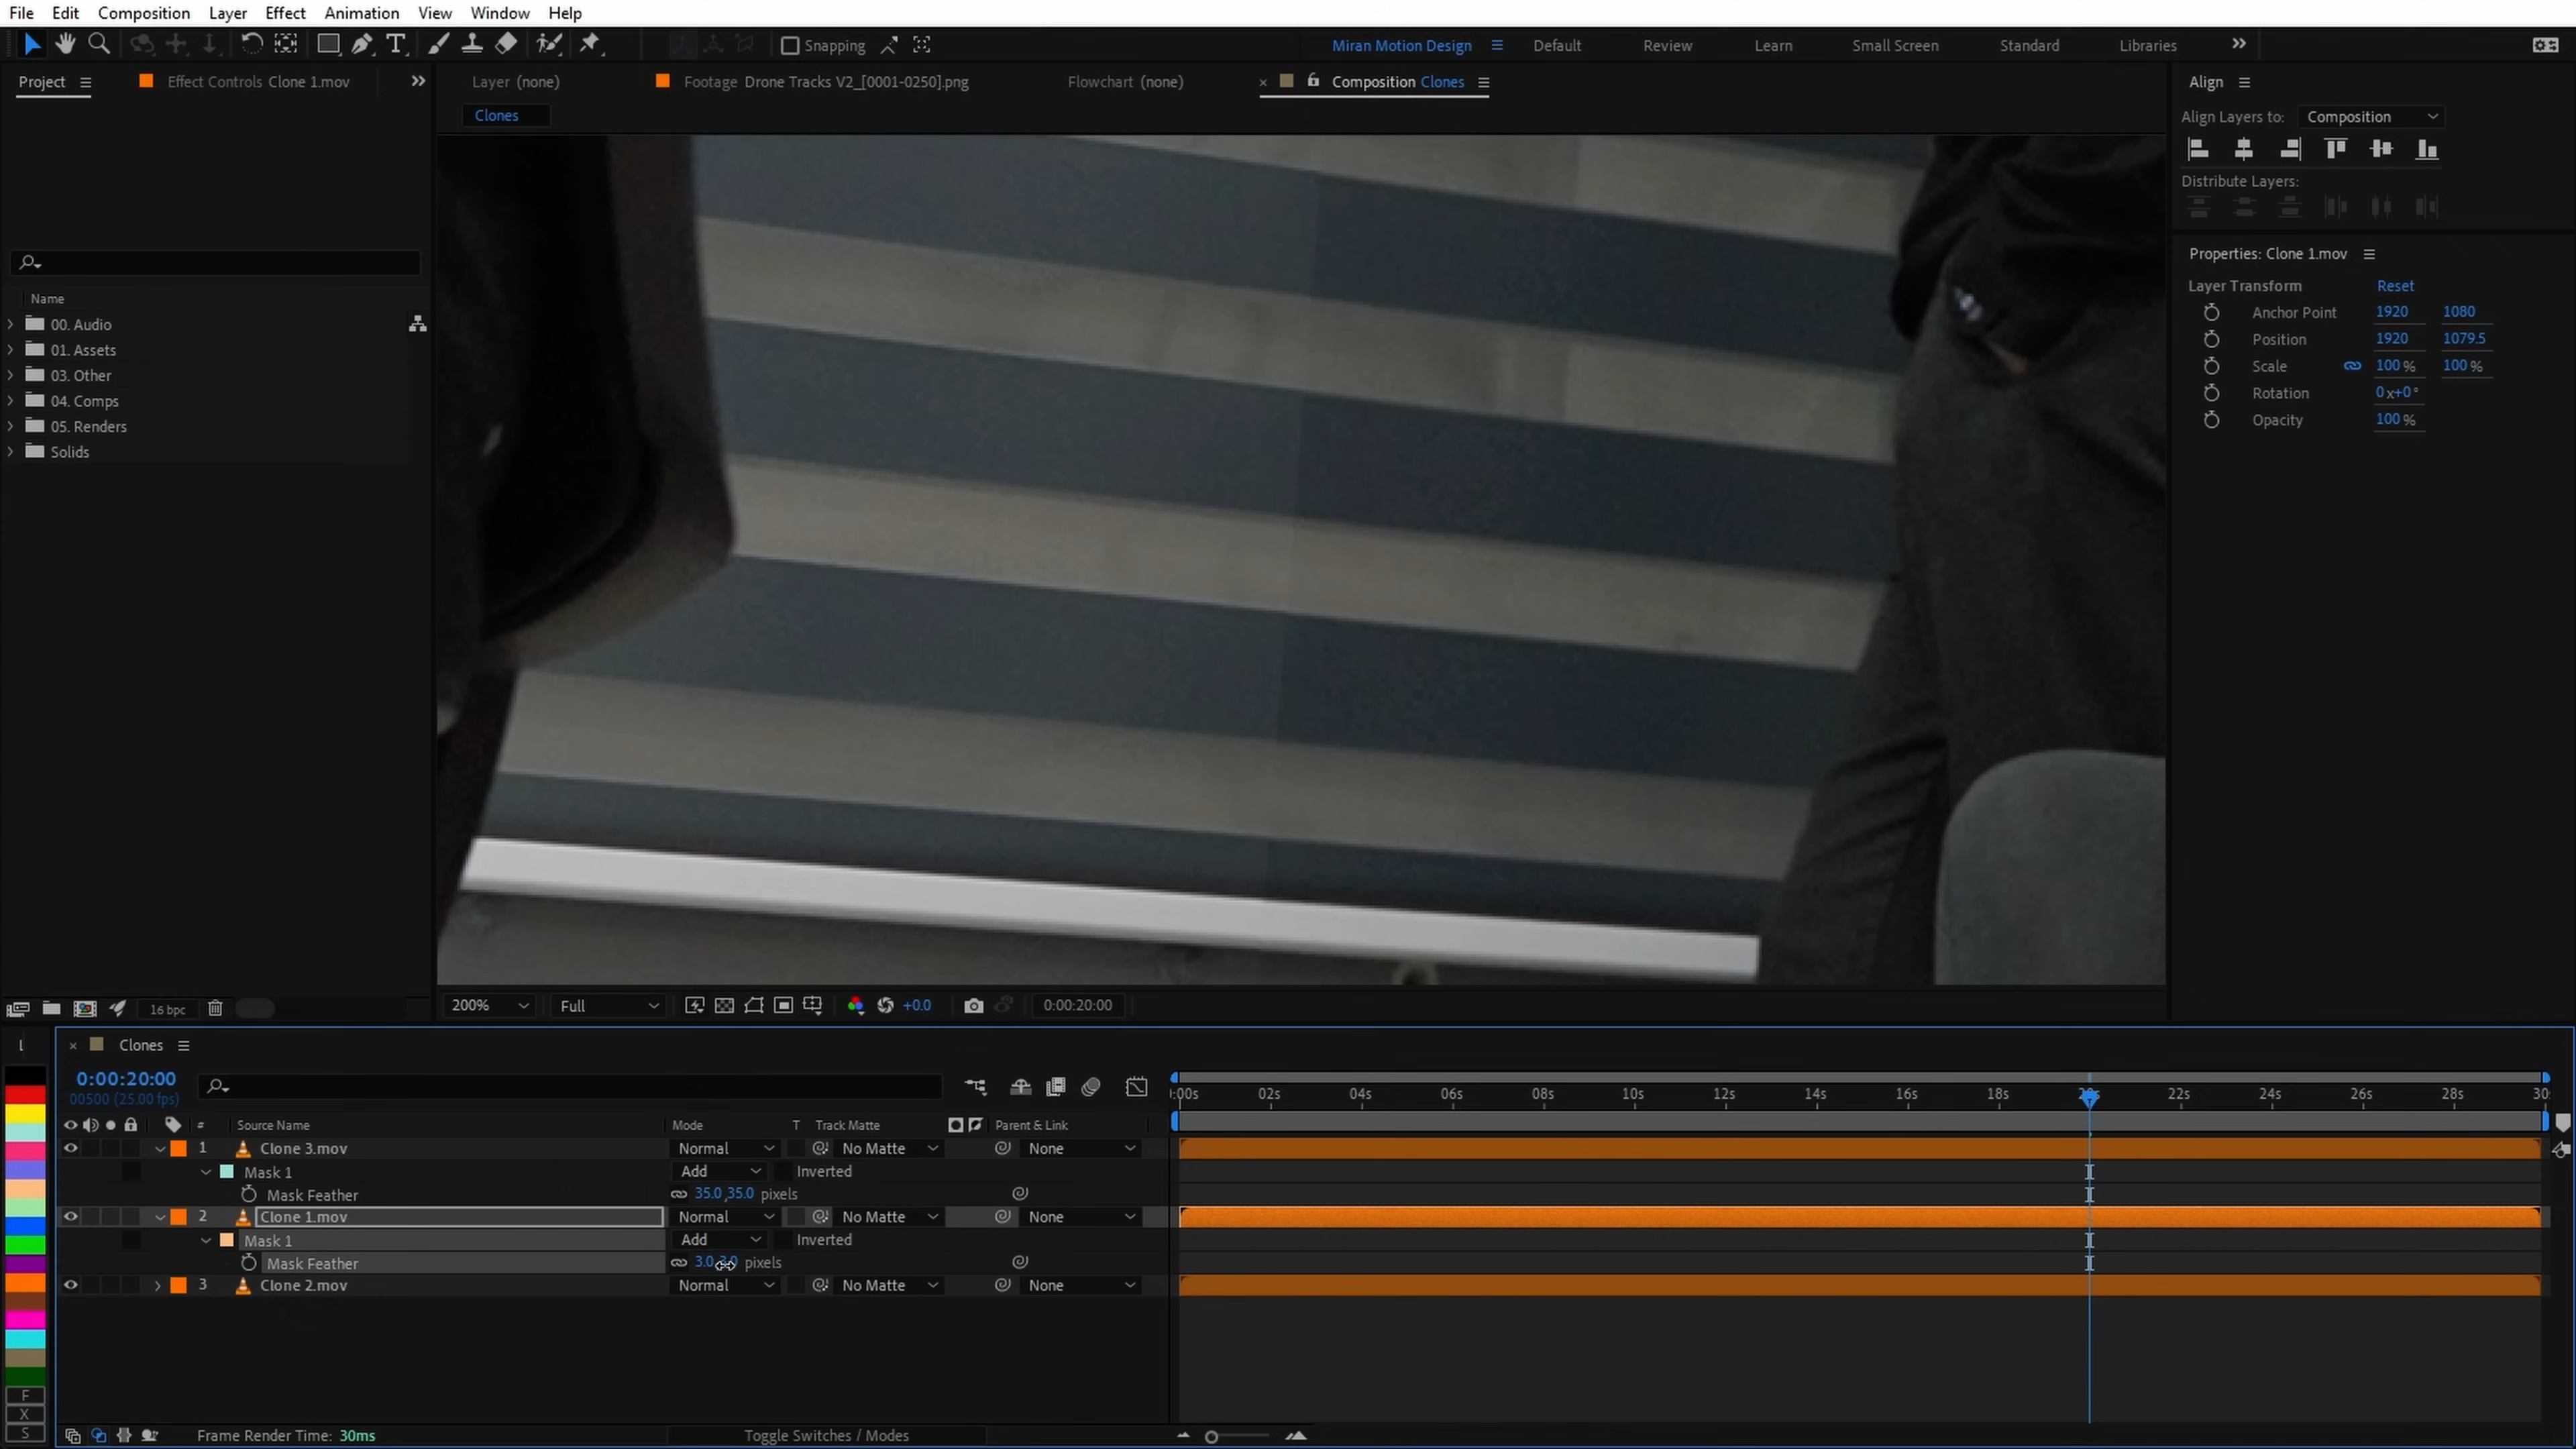 File Edit Composition Layer Effect Animation View Window Help
Snapping
Miran Motion Design Default Review Learn Small Screen Standard Libraries
Project Effect Controls Clone 1.mov
Layer (none) Footage Drone Tracks V2_[0001-0250].png Flowchart (none) × Composition Clones
Clones
Align
Align Layers to: Composition
Distribute Layers:
Properties: Clone 1.mov
Layer Transform Reset
Anchor Point 1920 1080
Position 1920 1079.5
Scale 100 % 100 %
Rotation 0x+0°
Opacity 100 %
Name
00. Audio
01. Assets
03. Other
04. Comps
05. Renders
Solids
16 bpc
200% Full +0.0 0:00:20:00
× Clones
0:00:20:00
00500 (25.00 fps)
:00s 02s 04s 06s 08s 10s 12s 14s 16s 18s 22s 24s 26s 28s 30
# Source Name Mode T Track Matte Parent & Link
1 Clone 3.mov Normal No Matte None
Mask 1 Add Inverted
Mask Feather 35.0,35.0 pixels
2 Clone 1.mov Normal No Matte None
Mask 1 Add Inverted
Mask Feather 3.0 pixels
3 Clone 2.mov Normal No Matte None
F
X
S
Frame Render Time: 30ms Toggle Switches / Modes